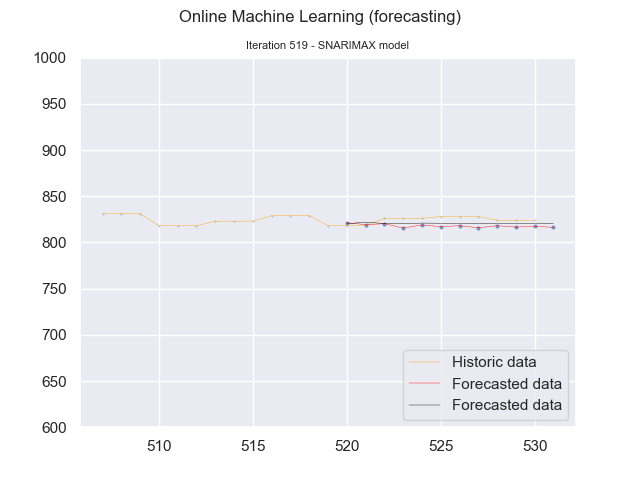 Online Machine Learning (forecasting)
Iteration 519 - SNARIMAX model
1000
950
900
850
800
750
700
650
600
510
515
520
525
530
Historic data
Forecasted data
Forecasted data